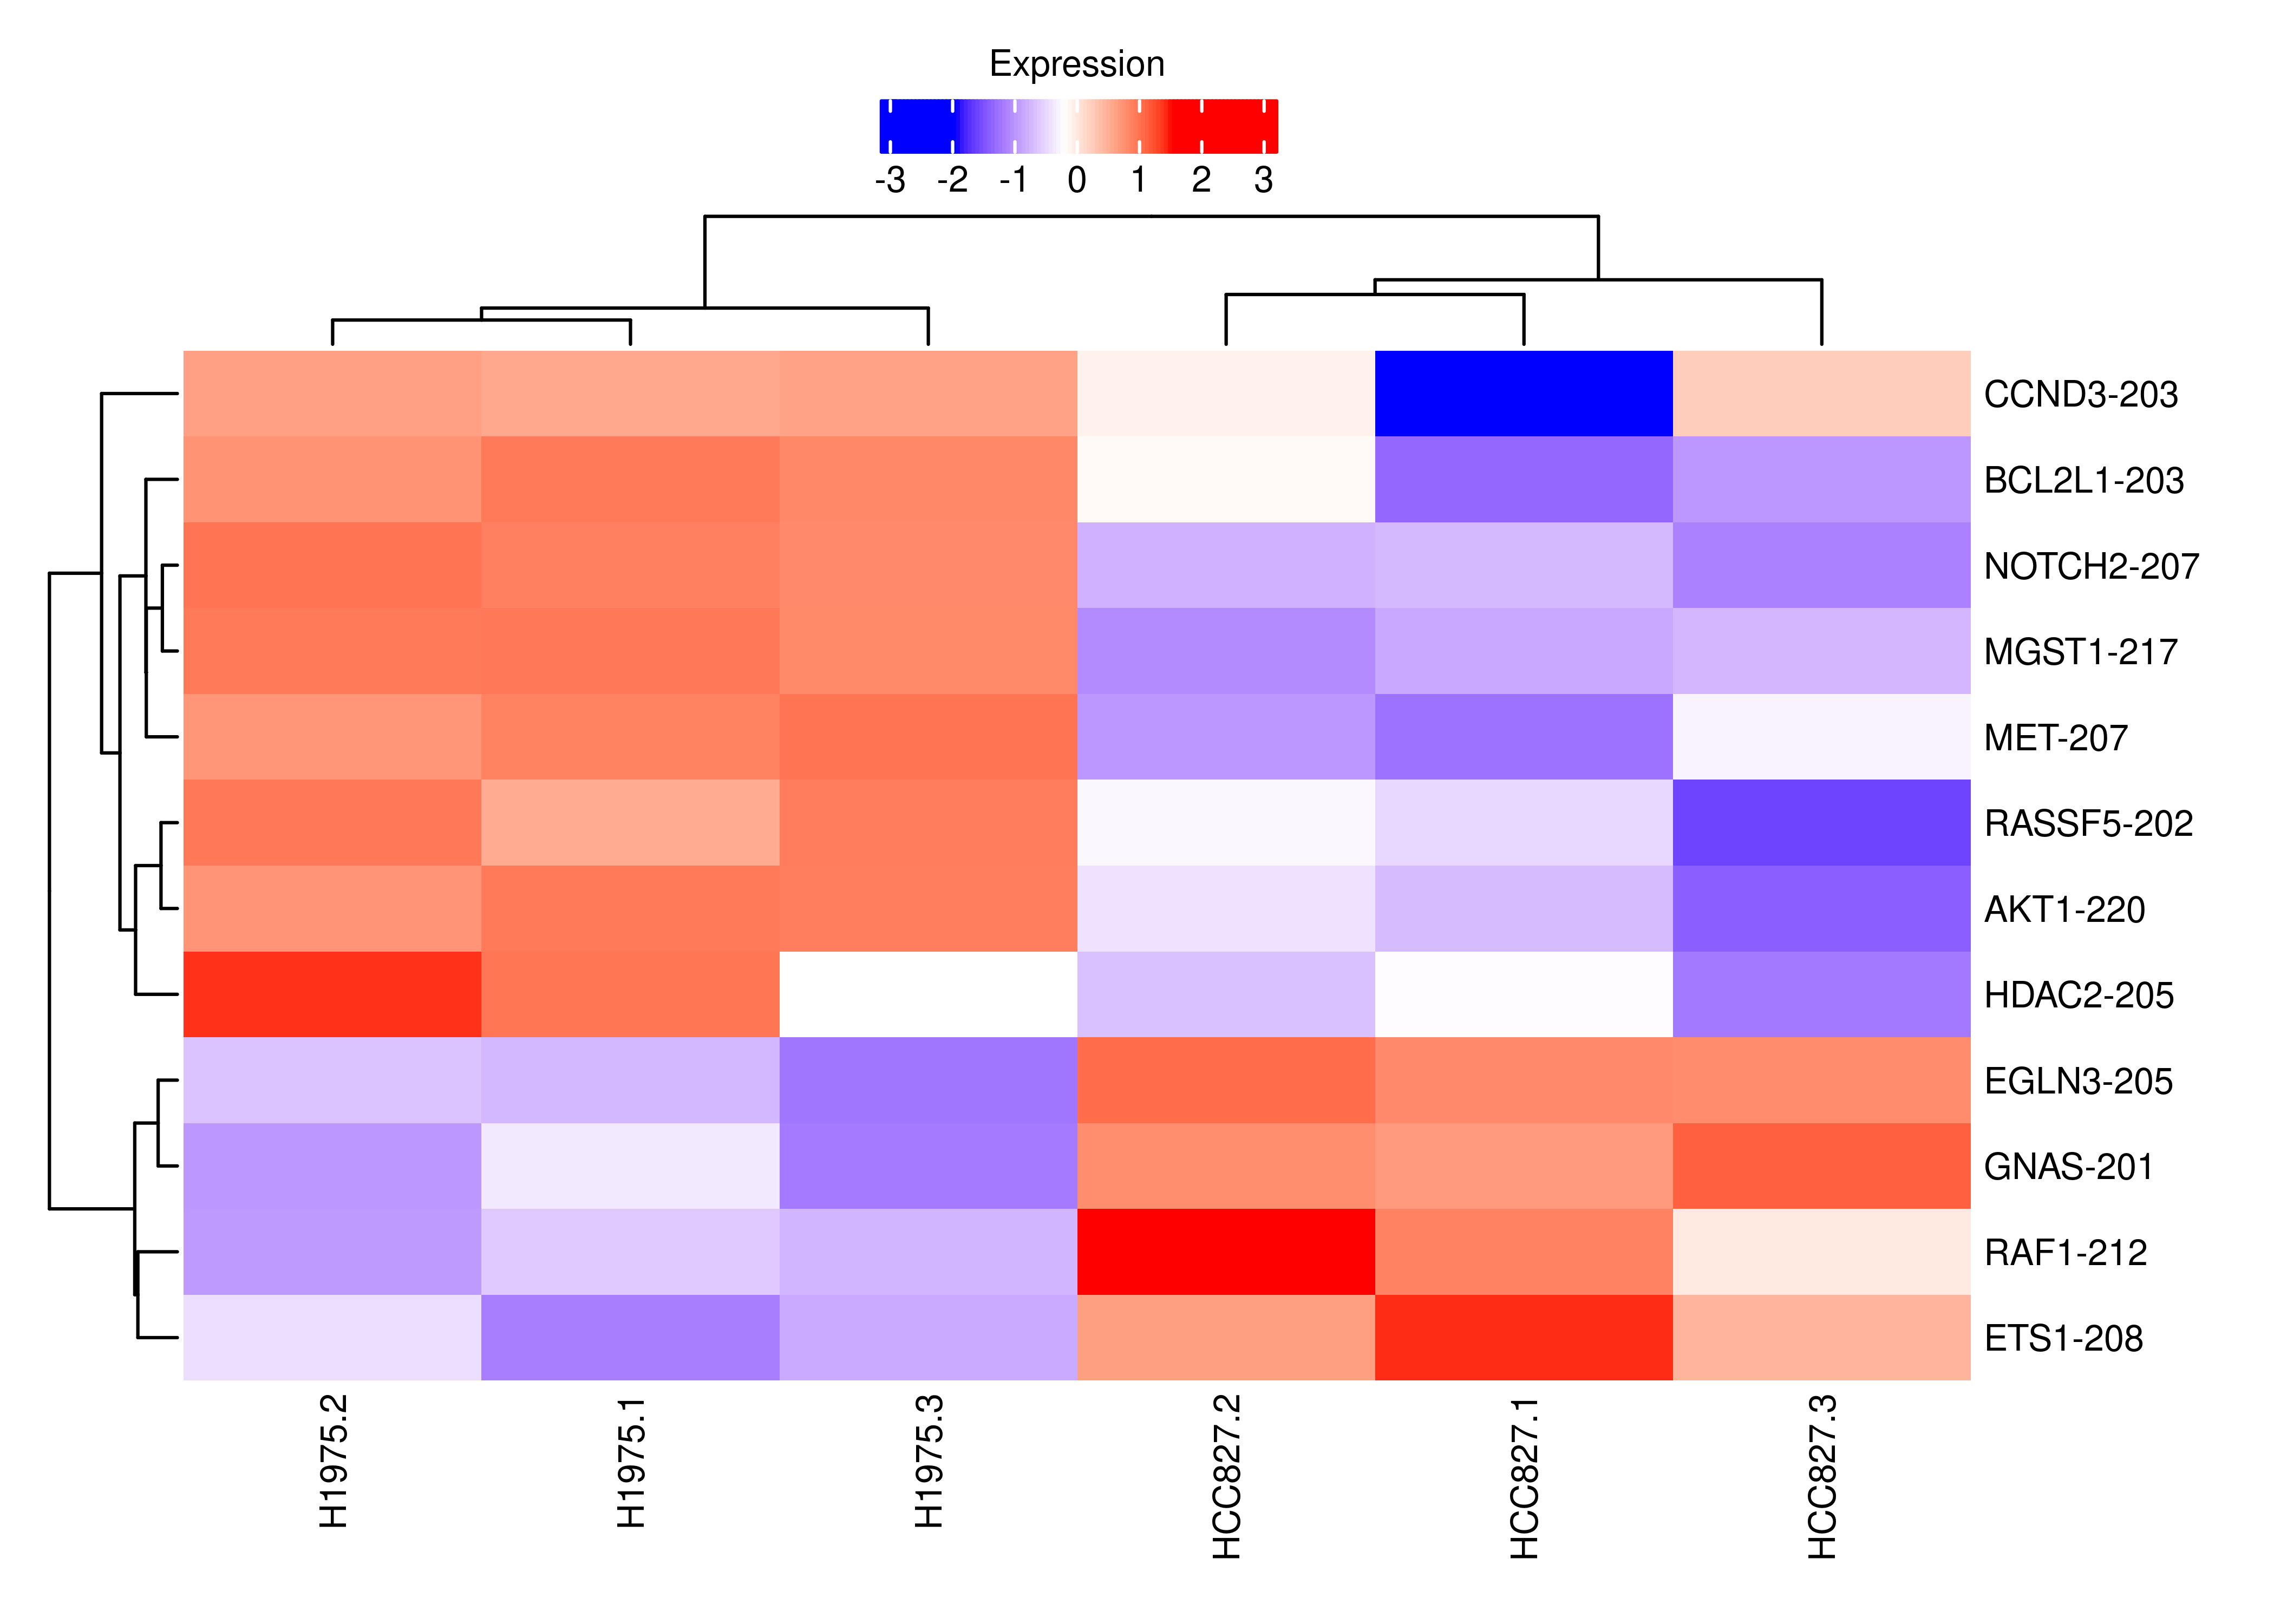 Expression
-3 -2 -1 0 1 2 3
CCND3-203
BCL2L1-203
NOTCH2-207
MGST1-217
MET-207
RASSF5-202
AKT1-220
HDAC2-205
EGLN3-205
GNAS-201
RAF1-212
ETS1-208
H1975.2
H1975.1
H1975.3
HCC827.2
HCC827.1
HCC827.3